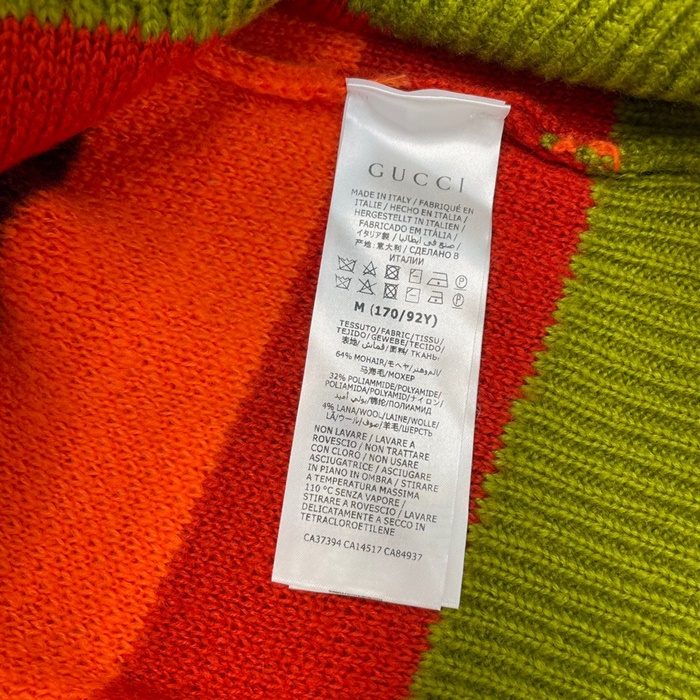 GUCCI
MADE IN ITALY / FABRIQUÉ EN
ITALIE / HECHO EN ITALIA /
HERGESTELLT IN ITALIEN /
FABRICADO EM ITÁLIA /
イタリア製 / صنع في ايطاليا /
产地: 意大利 / СДЕЛАНО В
ИТАЛИИ
M (170/92Y)
TESSUTO/FABRIC/TISSU/
TEJIDO/GEWEBE/TECIDO/
表地/قماش/面料/ ТКАНЬ:
64% MOHAIR/モヘヤ/الموهير/
马海毛/МОХЕР
32% POLIAMMIDE/POLYAMIDE/
POLIAMIDA/POLYAMID/ナイロン/
بولي أميد/锦纶/ПОЛИАМИД
4% LANA/WOOL/LAINE/WOLLE/
LÃ/ウール/صوف/羊毛/ШЕРСТЬ
NON LAVARE / LAVARE A
ROVESCIO / NON TRATTARE
CON CLORO / NON USARE
ASCIUGATRICE / ASCIUGARE
IN PIANO IN OMBRA / STIRARE
A TEMPERATURA MASSIMA
110 °C SENZA VAPORE /
STIRARE A ROVESCIO / LAVARE
DELICATAMENTE A SECCO IN
TETRACLOROETILENE
CA37394 CA14517 CA84937